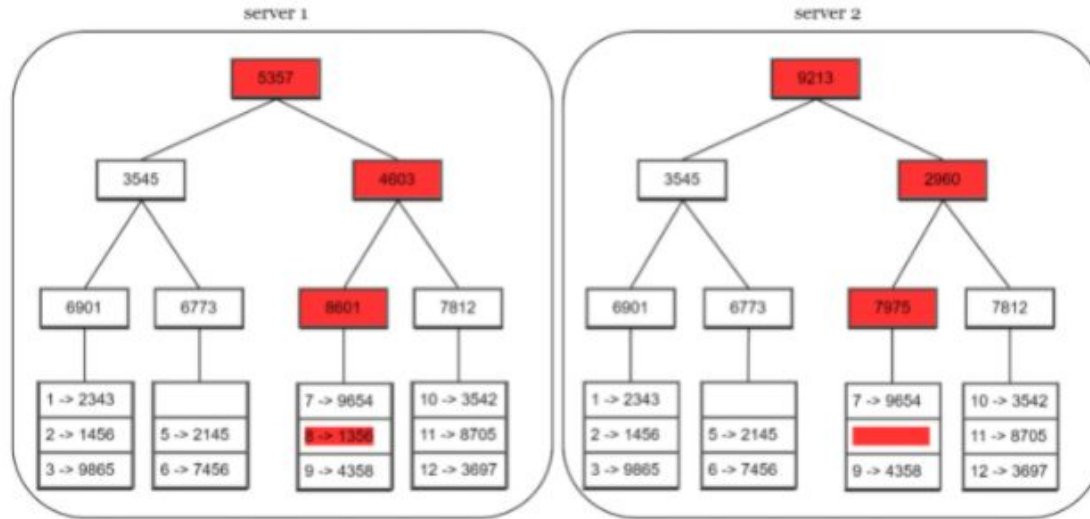 server 1
server 2
5357
9213
3545
4603
3545
2960
6901
6773
8601
7812
6901
6773
7975
7812
1 -> 2343
2 -> 1456
3 -> 9865
5 -> 2145
6 -> 7456
7 -> 9654
8 -> 1356
9 -> 4358
10 -> 3542
11 -> 8705
12 -> 3697
1 -> 2343
2 -> 1456
3 -> 9865
5 -> 2145
6 -> 7456
7 -> 9654
9 -> 4358
10 -> 3542
11 -> 8705
12 -> 3697